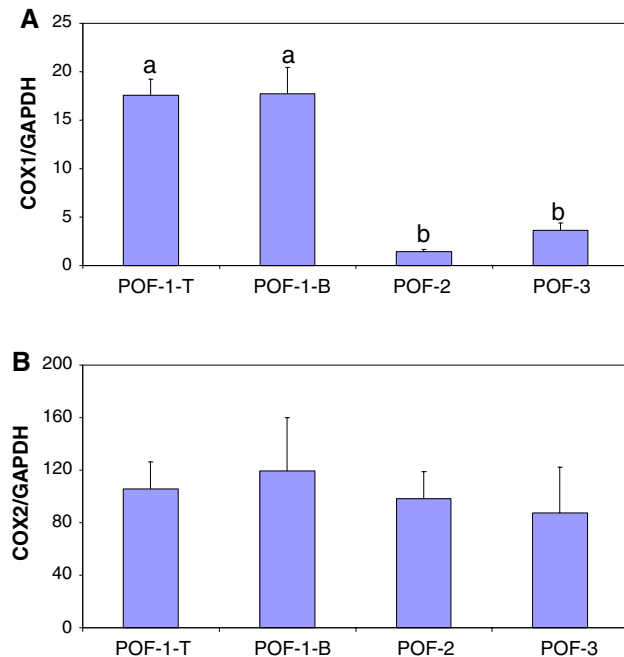 A
COX1/GAPDH
25
20
15
10
5
0
a
a
b
b
POF-1-T POF-1-B POF-2 POF-3
B
COX2/GAPDH
200
160
120
80
40
0
POF-1-T POF-1-B POF-2 POF-3